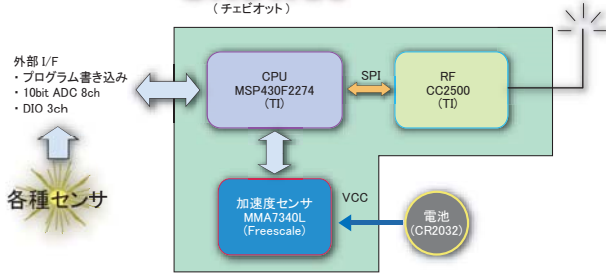 (チェビオット)
外部 I/F
・プログラム書き込み
・10bit ADC 8ch
・DIO 3ch
各種センサ
CPU
MSP430F2274
(TI)
SPI
RF
CC2500
(TI)
加速度センサ
MMA7340L
(Freescale)
VCC
電池
(CR2032)